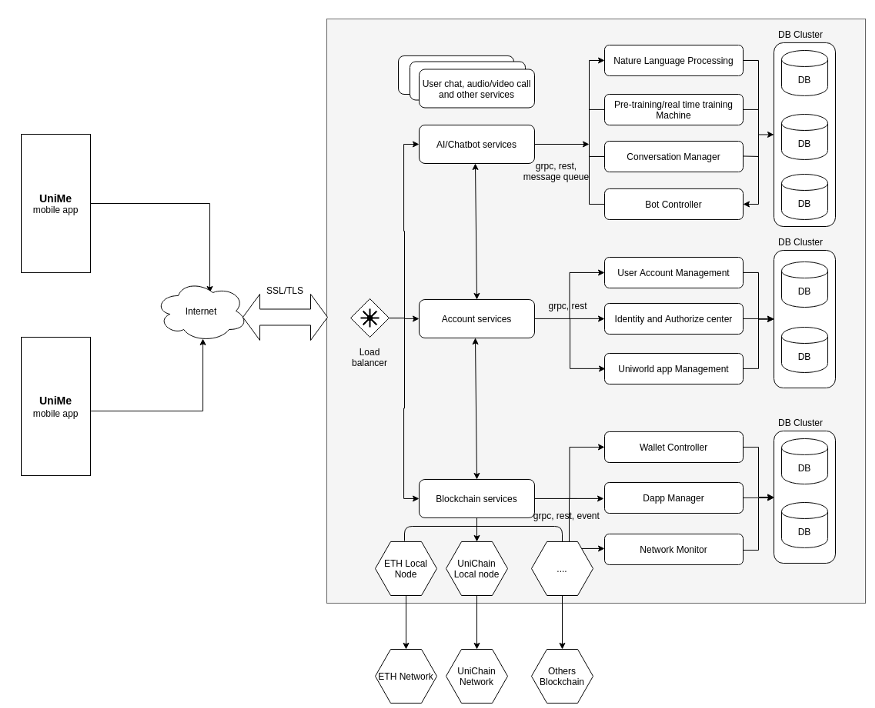 UniMe
mobile app
UniMe
mobile app
Internet
SSL/TLS
Load
balancer
User chat, audio/video call
and other services
AI/Chatbot services
grpc, rest,
message queue
Nature Language Processing
Pre-training/real time training
Machine
Conversation Manager
Bot Controller
DB Cluster
DB
DB
DB
Account services
grpc, rest
User Account Management
Identity and Authorize center
Uniworld app Management
DB Cluster
DB
DB
Blockchain services
grpc, rest, event
Wallet Controller
Dapp Manager
Network Monitor
DB Cluster
DB
DB
ETH Local
Node
UniChain
Local node
....
ETH Network
UniChain
Network
Others
Blockchain